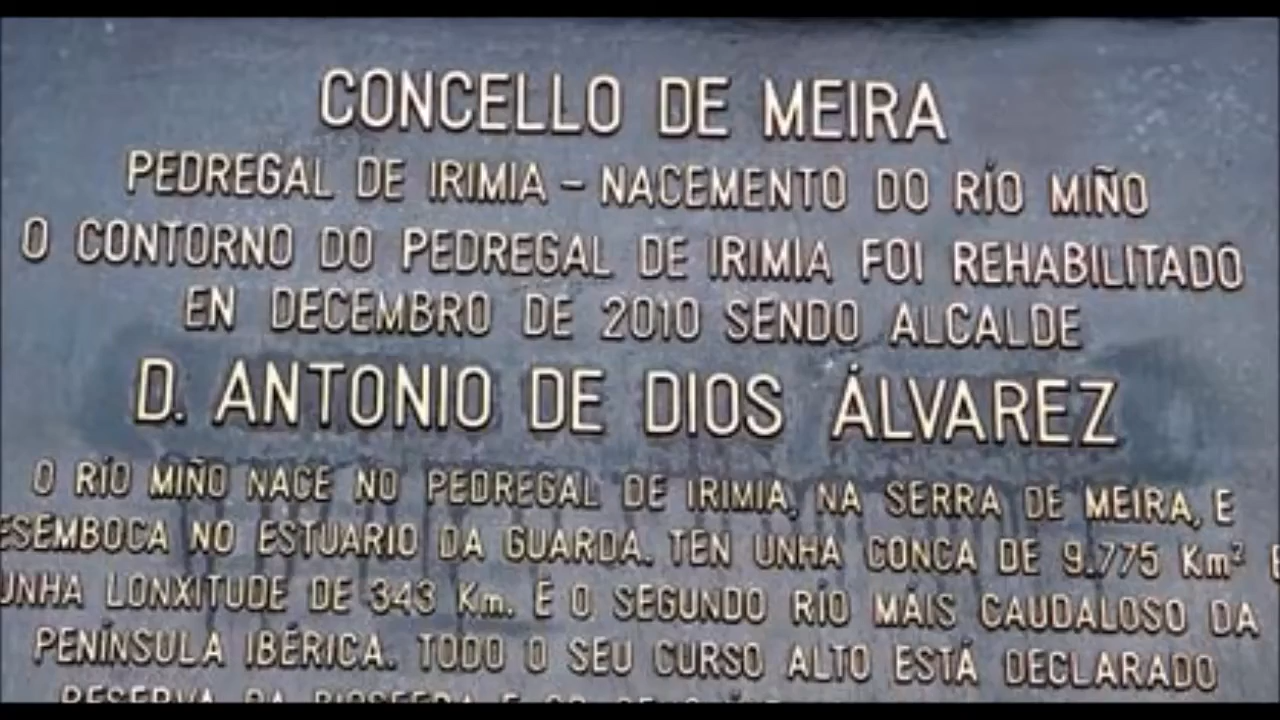 CONCELLO DE MEIRA
PEDREGAL DE IRIMIA – NACEMENTO DO RÍO MIÑO
O CONTORNO DO PEDREGAL DE IRIMIA FOI REHABILITADO
EN DECEMBRO DE 2010 SENDO ALCALDE
D. ANTONIO DE DIOS ÁLVAREZ
O RÍO MIÑO NACE NO PEDREGAL DE IRIMIA, NA SERRA DE MEIRA, E
ESEMBOCA NO ESTUARIO DA GUARDA. TEN UNHA CONCA DE 9.775 Km² E
UNHA LONXITUDE DE 343 Km. E O SEGUNDO RÍO MÁIS CAUDALOSO DA
PENÍNSULA IBÉRICA. TODO O SEU CURSO ALTO ESTÁ DECLARADO
RESERVA DA BIOSFERA E